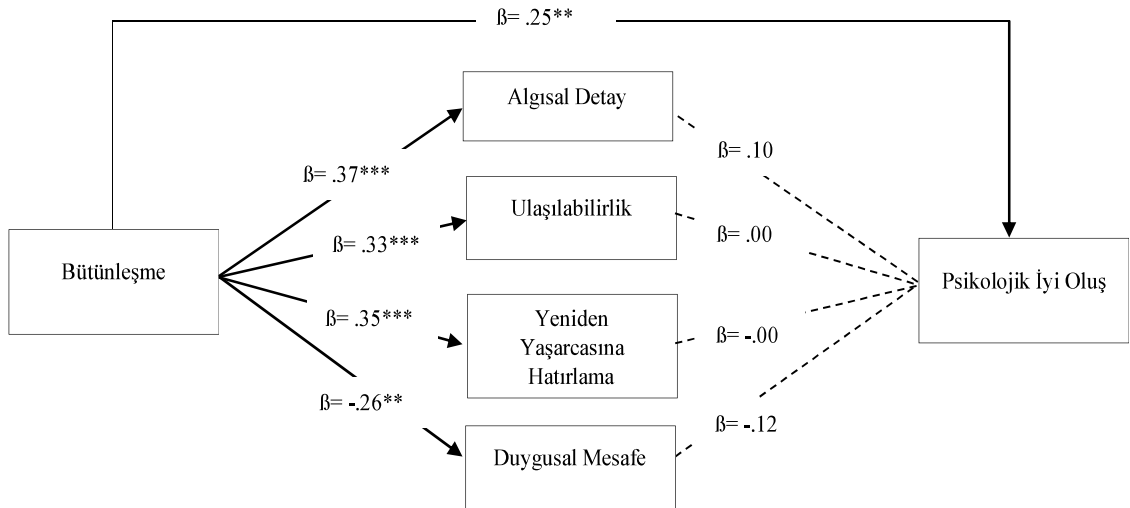 ß= .25**
Algısal Detay
ß= .37***
ß= .10
Ulaşılabilirlik
ß= .33***
ß= .00
Bütünleşme
Psikolojik İyi Oluş
ß= .35***
Yeniden
Yaşarcasına
Hatırlama
ß= -.00
ß= -.26**
ß= -.12
Duygusal Mesafe